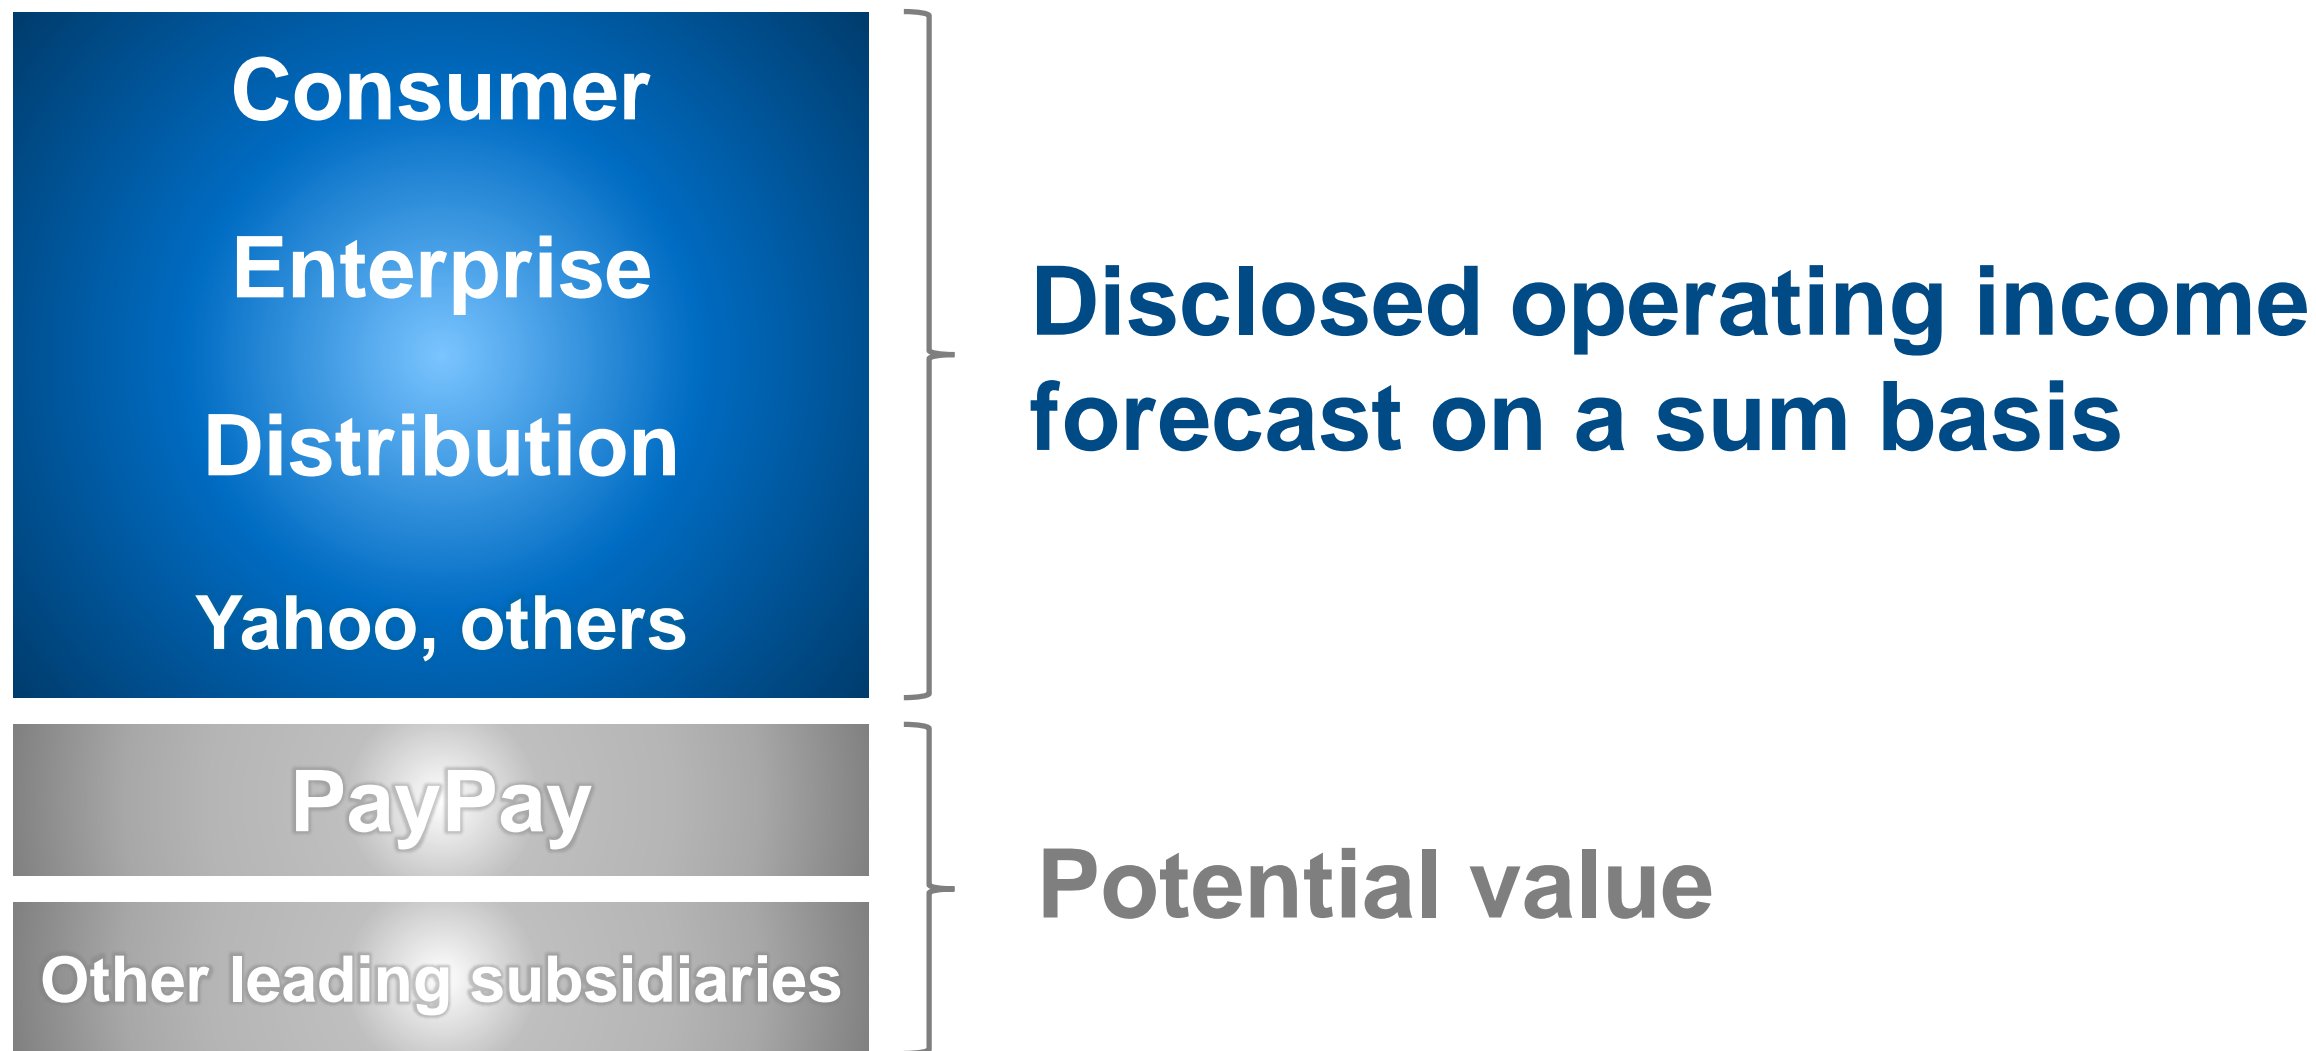 Consumer
Enterprise
Distribution
Yahoo, others
Disclosed operating income
forecast on a sum basis
PayPay
Other leading subsidiaries
Potential value